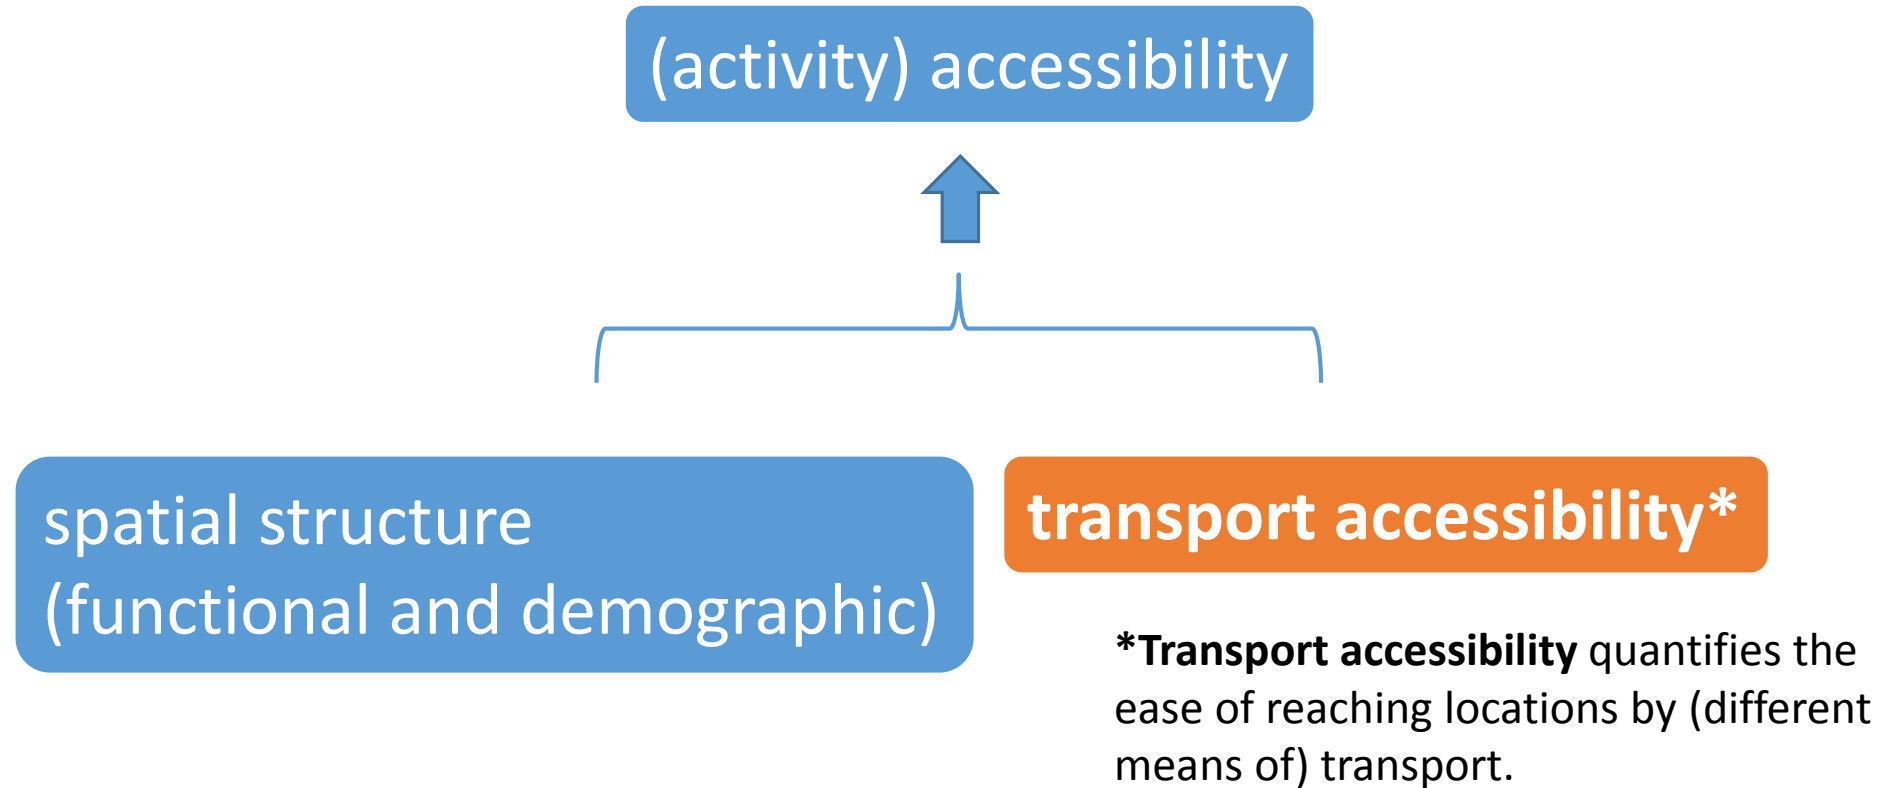 (activity) accessibility
spatial structure
(functional and demographic)
transport accessibility*
*Transport accessibility quantifies the
ease of reaching locations by (different
means of) transport.